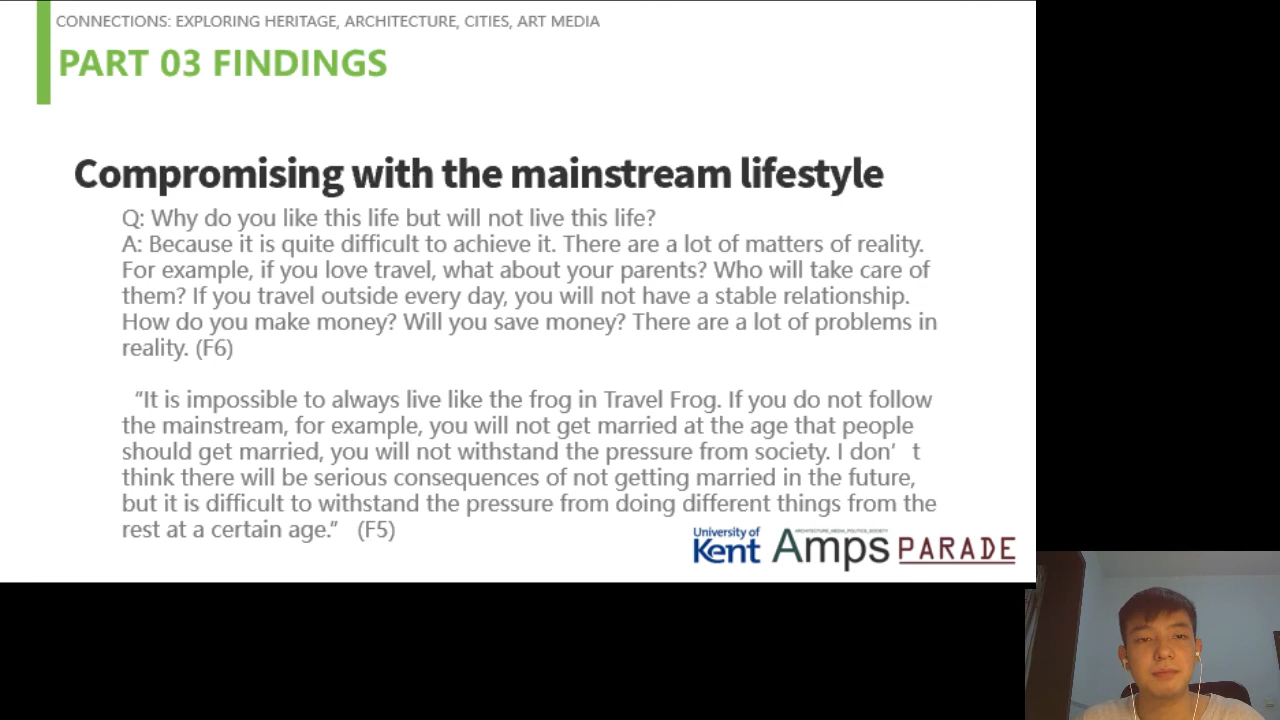 CONNECTIONS: EXPLORING HERITAGE, ARCHITECTURE, CITIES, ART MEDIA
PART 03 FINDINGS
Compromising with the mainstream lifestyle
Q: Why do you like this life but will not live this life?
A: Because it is quite difficult to achieve it. There are a lot of matters of reality.
For example, if you love travel, what about your parents? Who will take care of
them? If you travel outside every day, you will not have a stable relationship.
How do you make money? Will you save money? There are a lot of problems in
reality. (F6)
“It is impossible to always live like the frog in Travel Frog. If you do not follow
the mainstream, for example, you will not get married at the age that people
should get married, you will not withstand the pressure from society. I don’ t
think there will be serious consequences of not getting married in the future,
but it is difficult to withstand the pressure from doing different things from the
rest at a certain age.” (F5)
University of
Kent
ARCHITECTURE_MEDIA_POLITICS_SOCIETY
Amps
PARADE